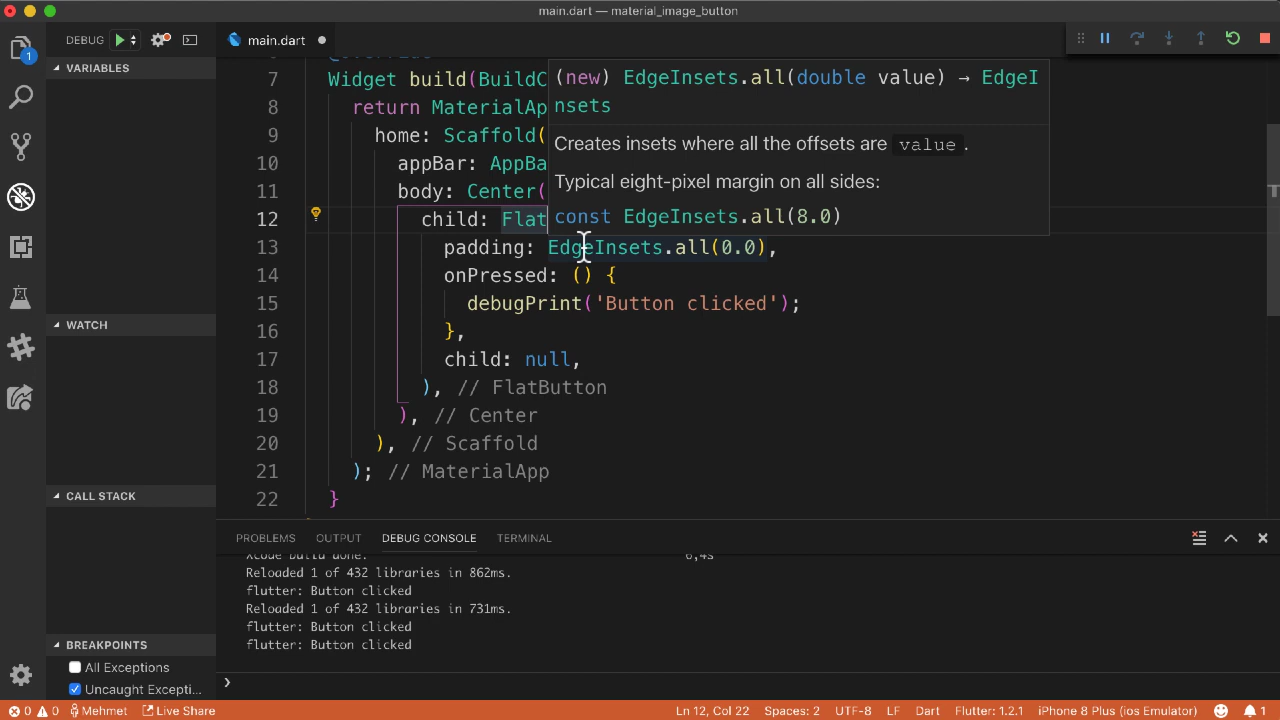 main.dart — material_image_button
DEBUG
main.dart
VARIABLES
WATCH
CALL STACK
BREAKPOINTS
All Exceptions
Uncaught Excepti...
1
@override
7 Widget build(BuildC
8 return MaterialAp
9 home: Scaffold(
10 appBar: AppBa
11 body: Center(
12 child: Flat
13 padding: EdgeInsets.all(0.0),
14 onPressed: () {
15 debugPrint('Button clicked');
16 },
17 child: null,
18 ), // FlatButton
19 ), // Center
20 ), // Scaffold
21 ); // MaterialApp
22 }
(new) EdgeInsets.all(double value) → EdgeI
nsets
Creates insets where all the offsets are value .
Typical eight-pixel margin on all sides:
const EdgeInsets.all(8.0)
PROBLEMS OUTPUT DEBUG CONSOLE TERMINAL
Xcode build done. 6,4s
Reloaded 1 of 432 libraries in 862ms.
flutter: Button clicked
Reloaded 1 of 432 libraries in 731ms.
flutter: Button clicked
flutter: Button clicked
0 0 Mehmet Live Share Ln 12, Col 22 Spaces: 2 UTF-8 LF Dart Flutter: 1.2.1 iPhone 8 Plus (ios Emulator) 1